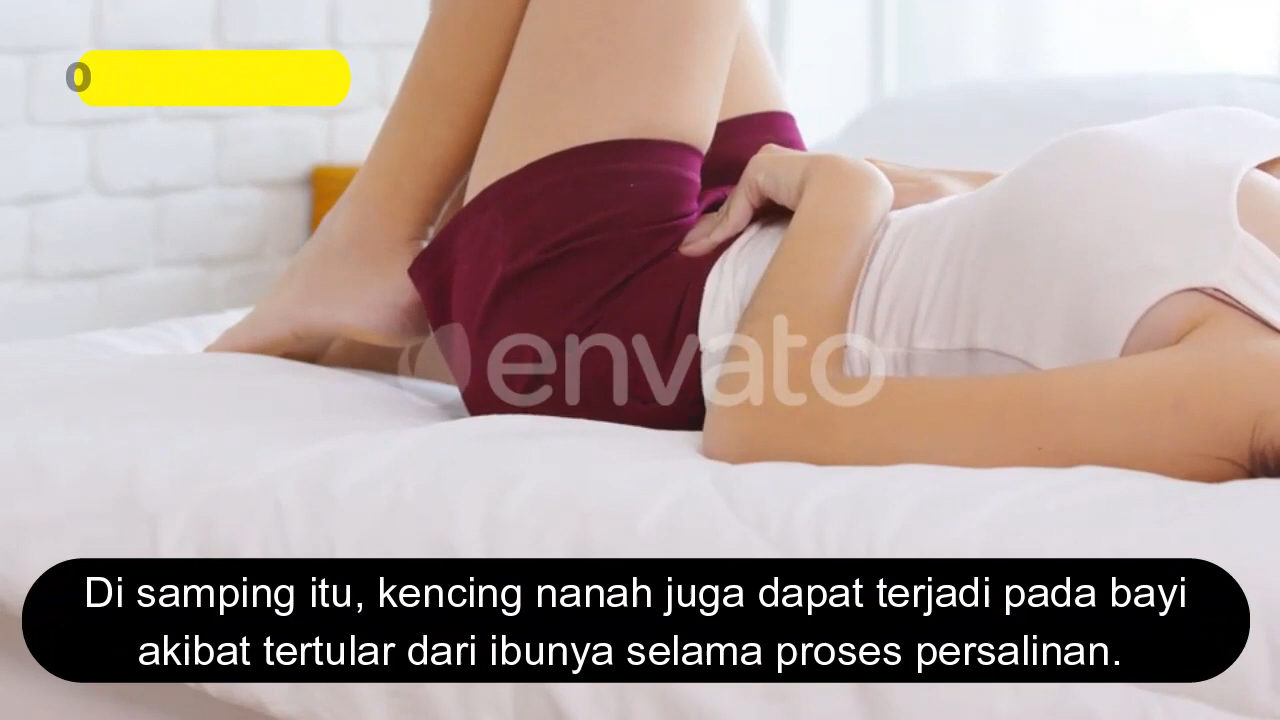 0
envato
Di samping itu, kencing nanah juga dapat terjadi pada bayi
akibat tertular dari ibunya selama proses persalinan.